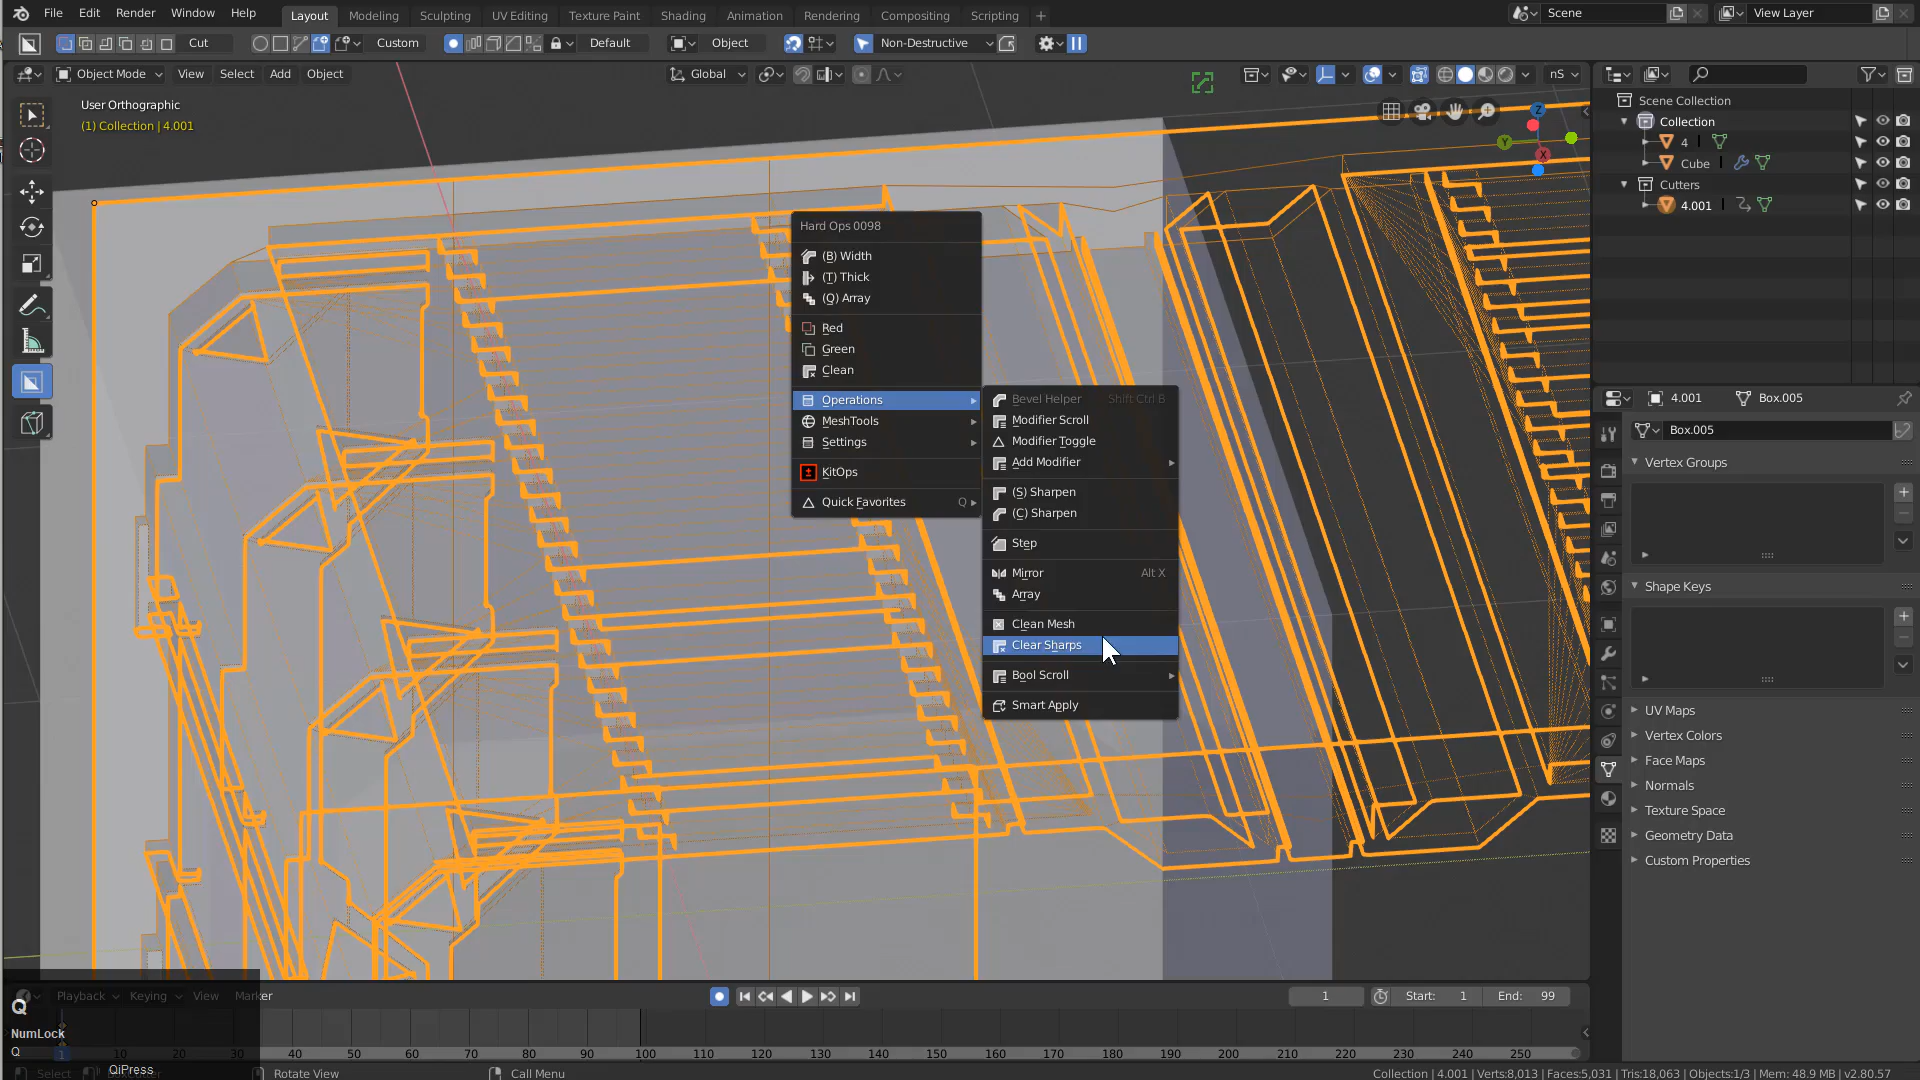 File Edit Render Window Help Layout Modeling Sculpting UV Editing Texture Paint Shading Animation Rendering Compositing Scripting + Scene View Layer
Cut Custom Default Object Non-Destructive
Object Mode View Select Add Object Global nS
User Orthographic
(1) Collection | 4.001
Scene Collection
Collection
4
Cube
Cutters
4.001
Z
Y
X
Hard Ops 0098
(B) Width
(T) Thick
(Q) Array
Red
Green
Clean
Operations
MeshTools
Settings
KitOps
Quick Favorites Q
Bevel Helper Shift Ctrl B
Modifier Scroll
Modifier Toggle
Add Modifier
(S) Sharpen
(C) Sharpen
Step
Mirror Alt X
Array
Clean Mesh
Clear Sharps
Bool Scroll
Smart Apply
4.001 Box.005
Box.005
Vertex Groups
Shape Keys
UV Maps
Vertex Colors
Face Maps
Normals
Texture Space
Geometry Data
Custom Properties
Playback Keying View Marker 1 Start: 1 End: 99
Q
NumLock
Q
QiPress
1 10 20 30 40 50 60 70 80 90 100 110 120 130 140 150 160 170 180 190 200 210 220 230 240 250
Select Rotate View Call Menu Collection | 4.001 | Verts:8,013 | Faces:5,031 | Tris:18,063 | Objects:1/3 | Mem: 48.9 MB | v2.80.57